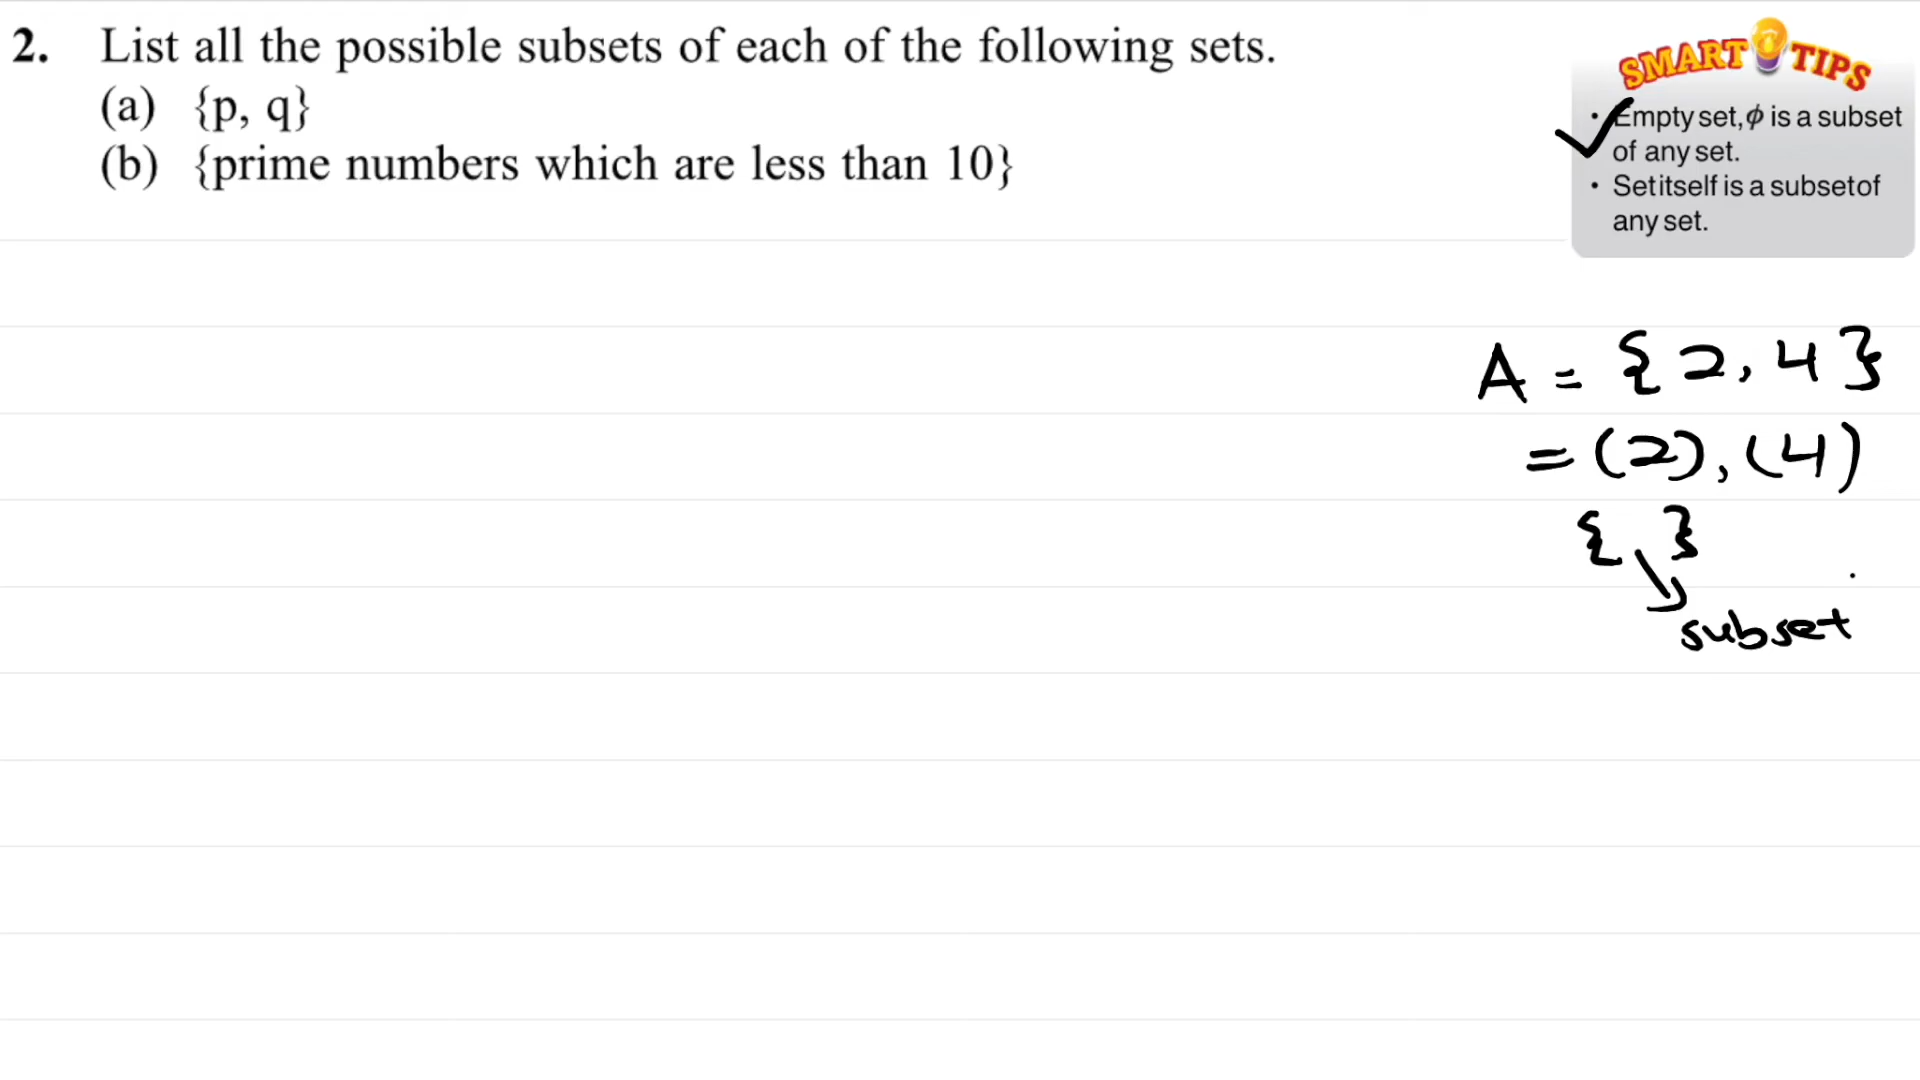 2. List all the possible subsets of each of the following sets.
(a) {p, q}
(b) {prime numbers which are less than 10}
SMART TIPS
• Empty set, ϕ is a subset
of any set.
• Set itself is a subset of
any set.
A = {2, 4}
= (2), (4)
{ }
subset